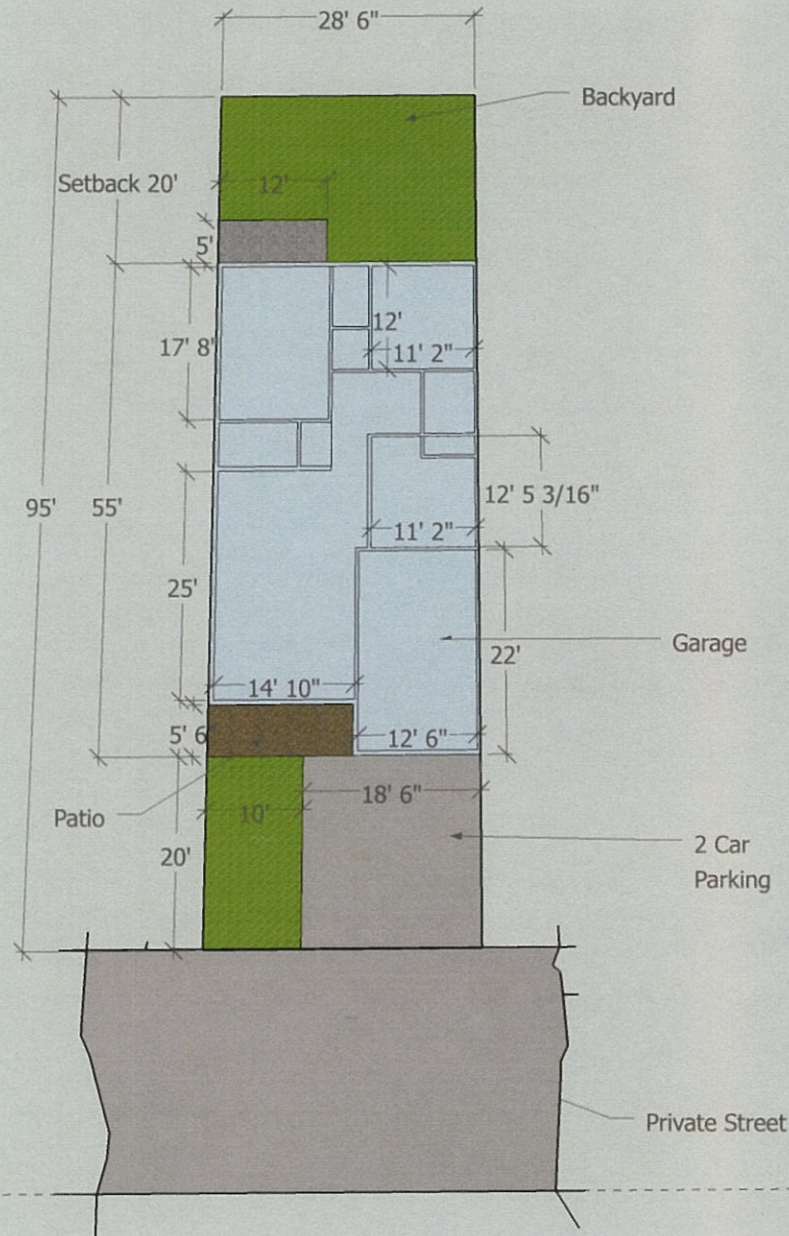 28' 6"
Backyard
Setback 20'
12'
5'
17' 8'
12'
11' 2"
95'
55'
12' 5 3/16"
11' 2"
25'
Garage
22'
14' 10"
5' 6
12' 6"
18' 6"
Patio
10'
2 Car
Parking
20'
Private Street